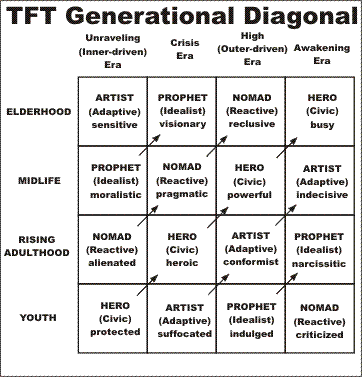 TFT Generational Diagonal
Unraveling
(Inner-driven)
Era
Crisis
Era
High
(Outer-driven)
Era
Awakening
Era
ELDERHOOD
ARTIST
(Adaptive)
sensitive
PROPHET
(Idealist)
visionary
NOMAD
(Reactive)
reclusive
HERO
(Civic)
busy
MIDLIFE
PROPHET
(Idealist)
moralistic
NOMAD
(Reactive)
pragmatic
HERO
(Civic)
powerful
ARTIST
(Adaptive)
indecisive
RISING
ADULTHOOD
NOMAD
(Reactive)
alienated
HERO
(Civic)
heroic
ARTIST
(Adaptive)
conformist
PROPHET
(Idealist)
narcissitic
YOUTH
HERO
(Civic)
protected
ARTIST
(Adaptive)
suffocated
PROPHET
(Idealist)
indulged
NOMAD
(Reactive)
criticized